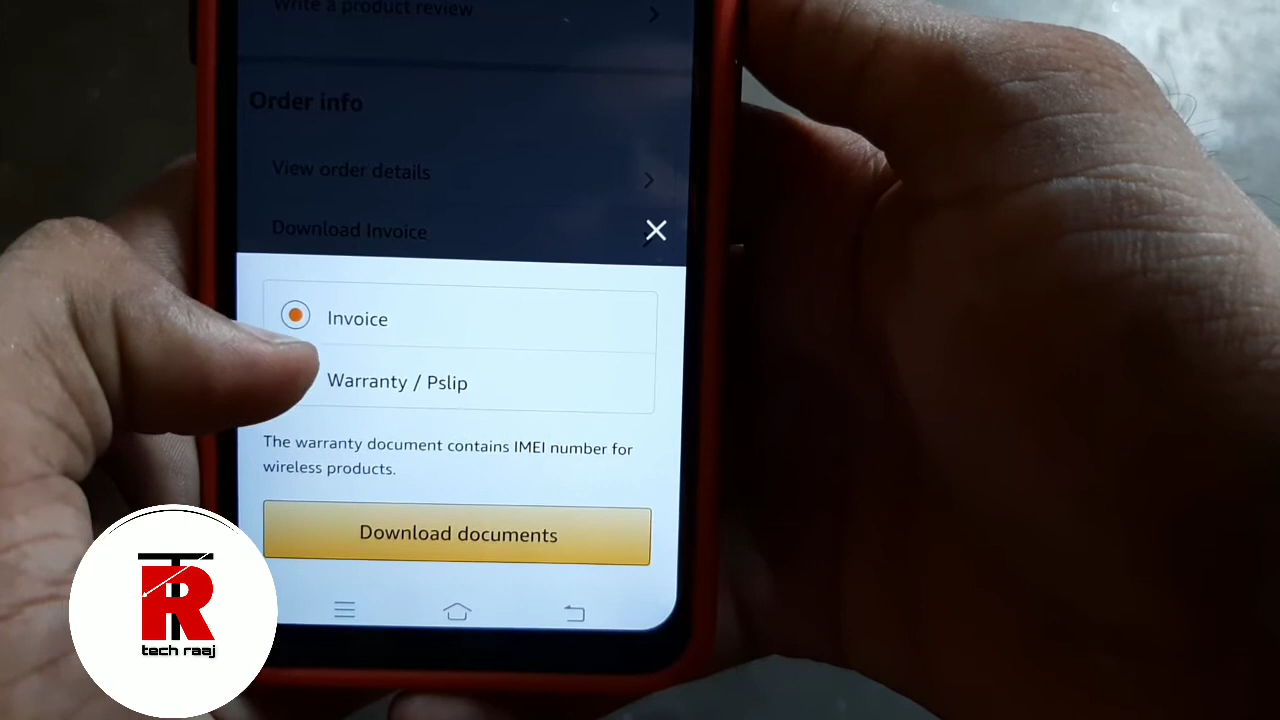 Write a product review
Order info
View order details
Download Invoice
Invoice
Warranty / Pslip
The warranty document contains IMEI number for
wireless products.
Download documents
TR
tech raaj